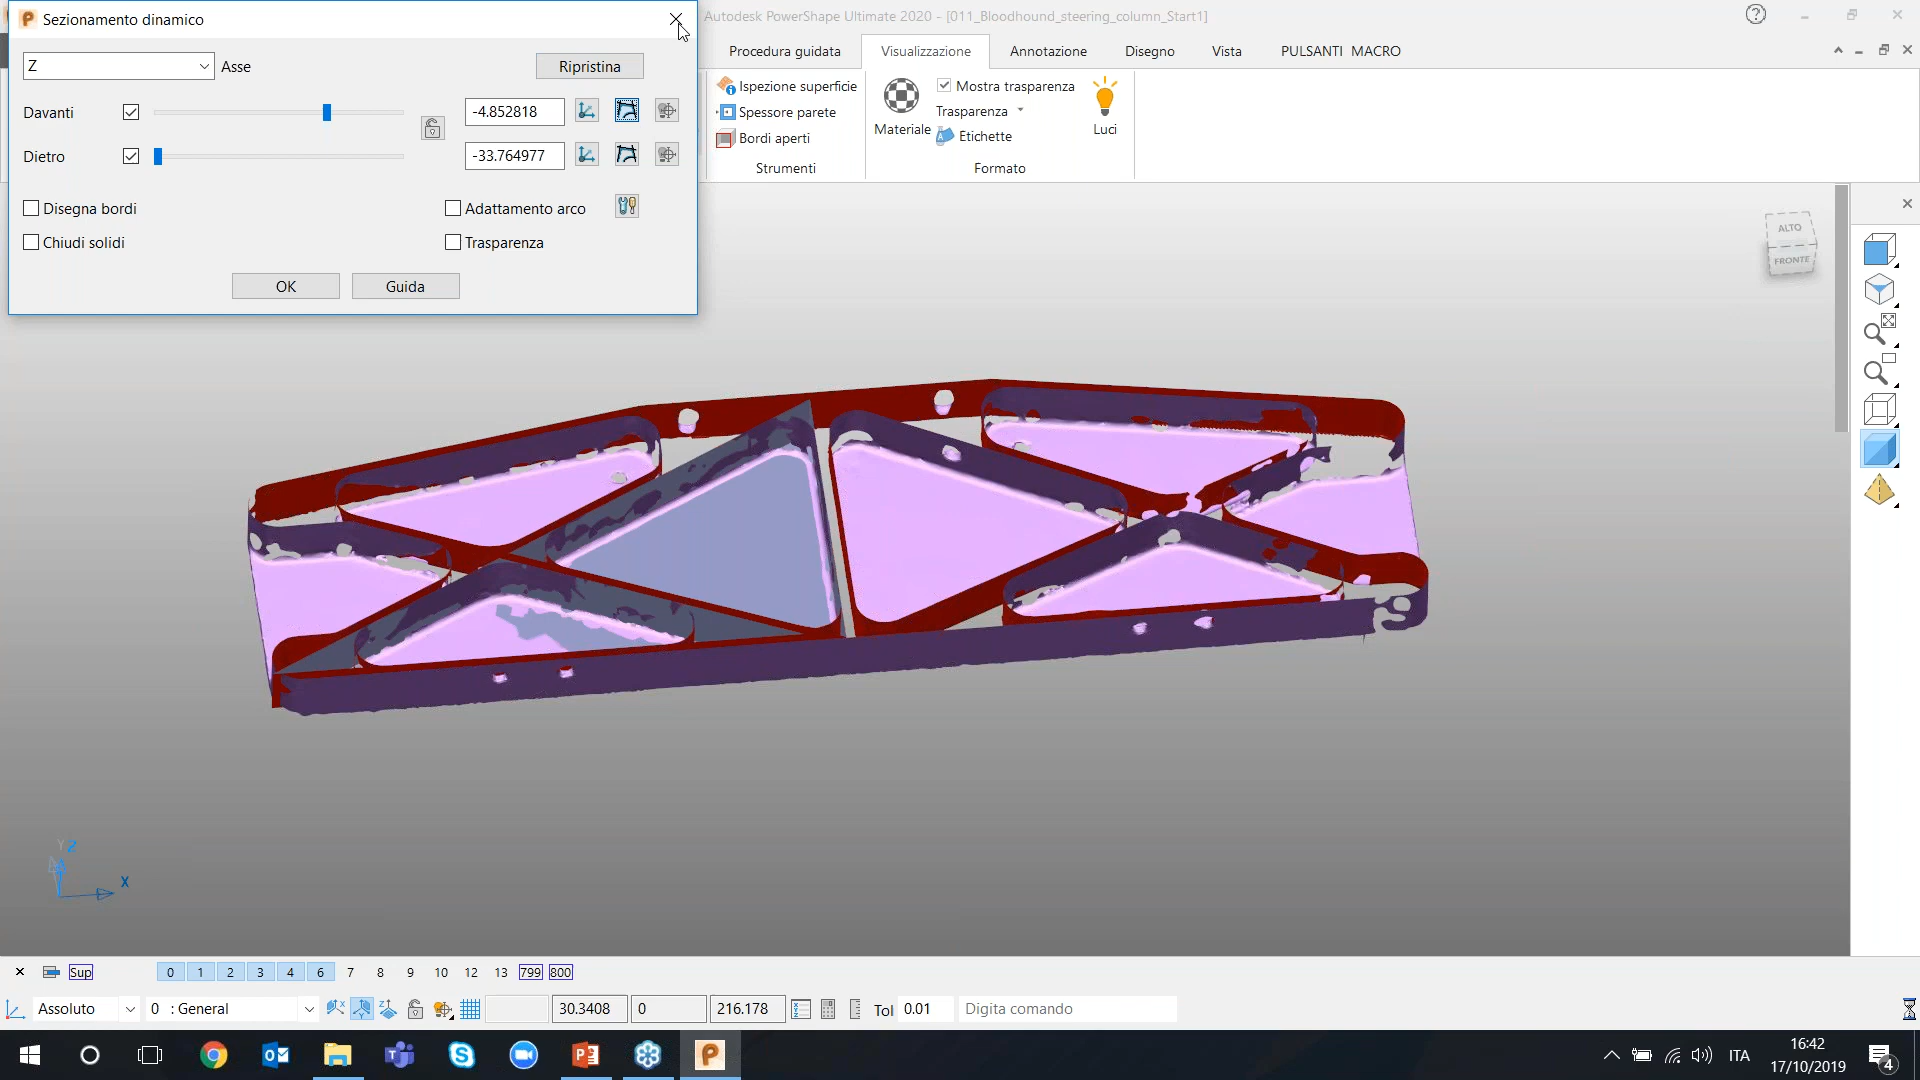 Sezionamento dinamico
Autodesk PowerShape Ultimate 2020 - [011_Bloodhound_steering_column_Start1]
Procedura guidata
Visualizzazione
Annotazione
Disegno
Vista
PULSANTI MACRO
Z
Asse
Ripristina
Davanti
-4.852818
Dietro
-33.764977
Disegna bordi
Adattamento arco
Chiudi solidi
Trasparenza
OK
Guida
Ispezione superficie
Spessore parete
Bordi aperti
Strumenti
Materiale
Mostra trasparenza
Trasparenza
Etichette
Luci
Formato
ALTO
FRONTE
Y Z
X
Sup
0 1 2 3 4 6 7 8 9 10 12 13 799 800
Assoluto
0 : General
30.3408
0
216.178
Tol 0.01
Digita comando
ITA
16:42
17/10/2019
4